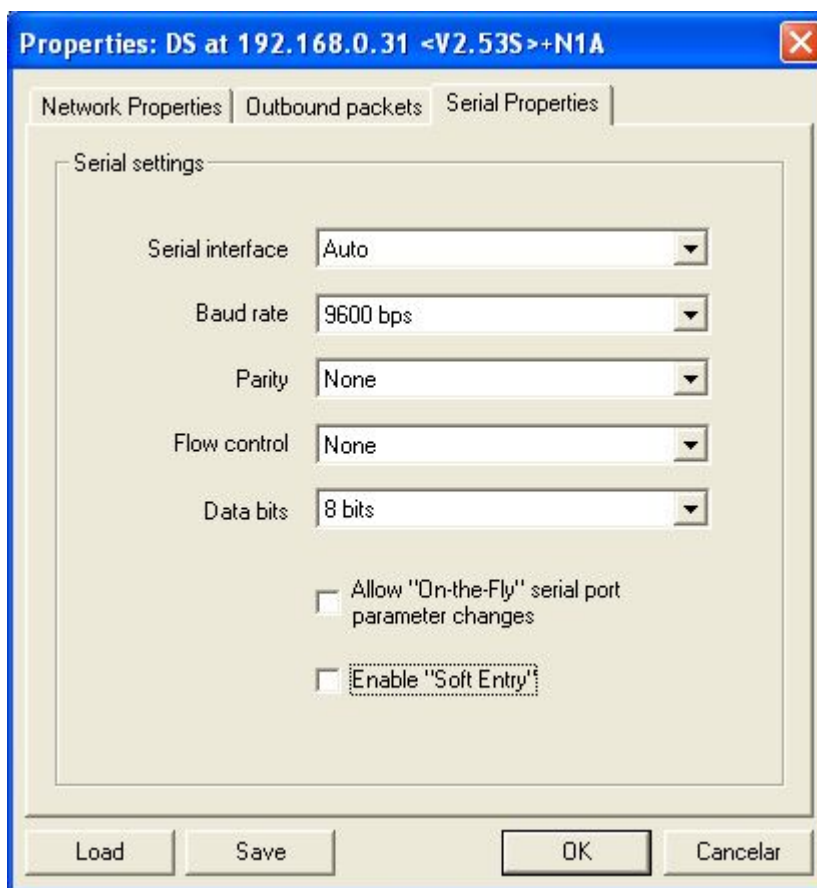 Properties: DS at 192.168.0.31 <V2.53S>+N1A
Network Properties
Outbound packets
Serial Properties
Serial settings
Serial interface
Auto
Baud rate
9600 bps
Parity
None
Flow control
None
Data bits
8 bits
Allow "On-the-Fly" serial port
parameter changes
Enable "Soft Entry"
Load
Save
OK
Cancelar